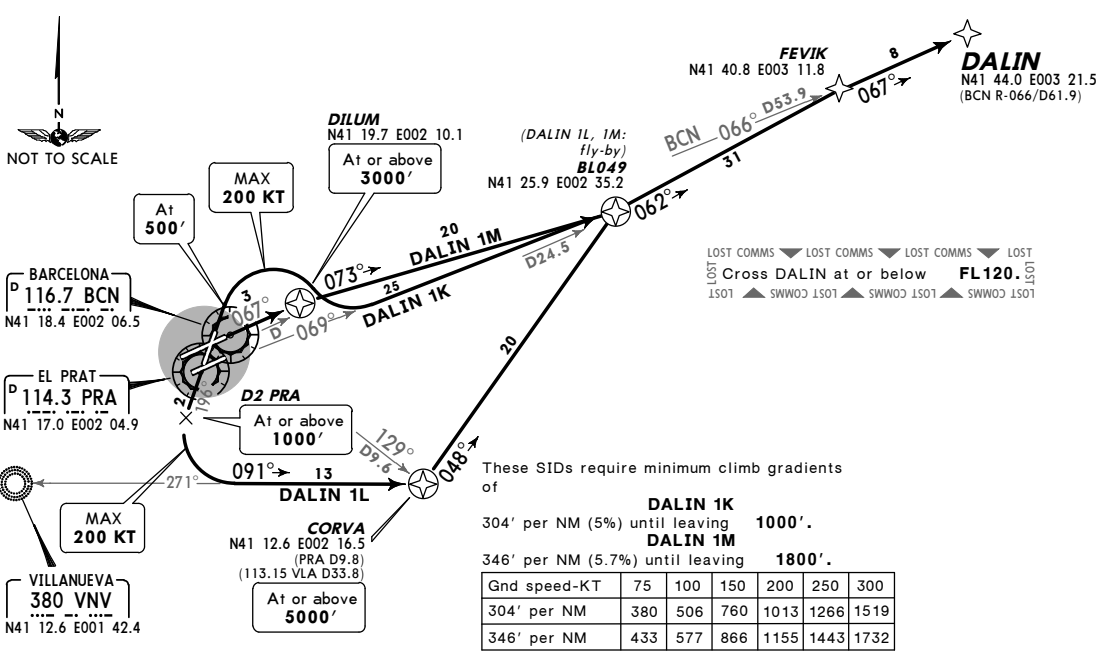 N
NOT TO SCALE
FEVIK
N41 40.8 E003 11.8
8
DALIN
N41 44.0 E003 21.5
(BCN R-066/D61.9)
067°
D53.9
BCN 066°
31
DILUM
N41 19.7 E002 10.1
At or above
3000'
(DALIN 1L, 1M:
fly-by)
BL049
N41 25.9 E002 35.2
062°
MAX
200 KT
At
500'
20
DALIN 1M
073°
D24.5
25
DALIN 1K
LOST COMMS LOST COMMS LOST COMMS LOST
LOST
Cross DALIN at or below FL120.
LOST
LOST COMMS LOST COMMS LOST COMMS LOST
BARCELONA
D 116.7 BCN
N41 18.4 E002 06.5
3
067°
D
069°
EL PRAT
D 114.3 PRA
N41 17.0 E002 04.9
2
196°
D2 PRA
At or above
1000'
20
129°
D9.6
048°
091°
13
DALIN 1L
271°
MAX
200 KT
CORVA
N41 12.6 E002 16.5
(PRA D9.8)
(113.15 VLA D33.8)
At or above
5000'
VILLANUEVA
380 VNV
N41 12.6 E001 42.4
These SIDs require minimum climb gradients
of
DALIN 1K
304' per NM (5%) until leaving 1000'.
DALIN 1M
346' per NM (5.7%) until leaving 1800'.
Gnd speed-KT 75 100 150 200 250 300
304' per NM 380 506 760 1013 1266 1519
346' per NM 433 577 866 1155 1443 1732